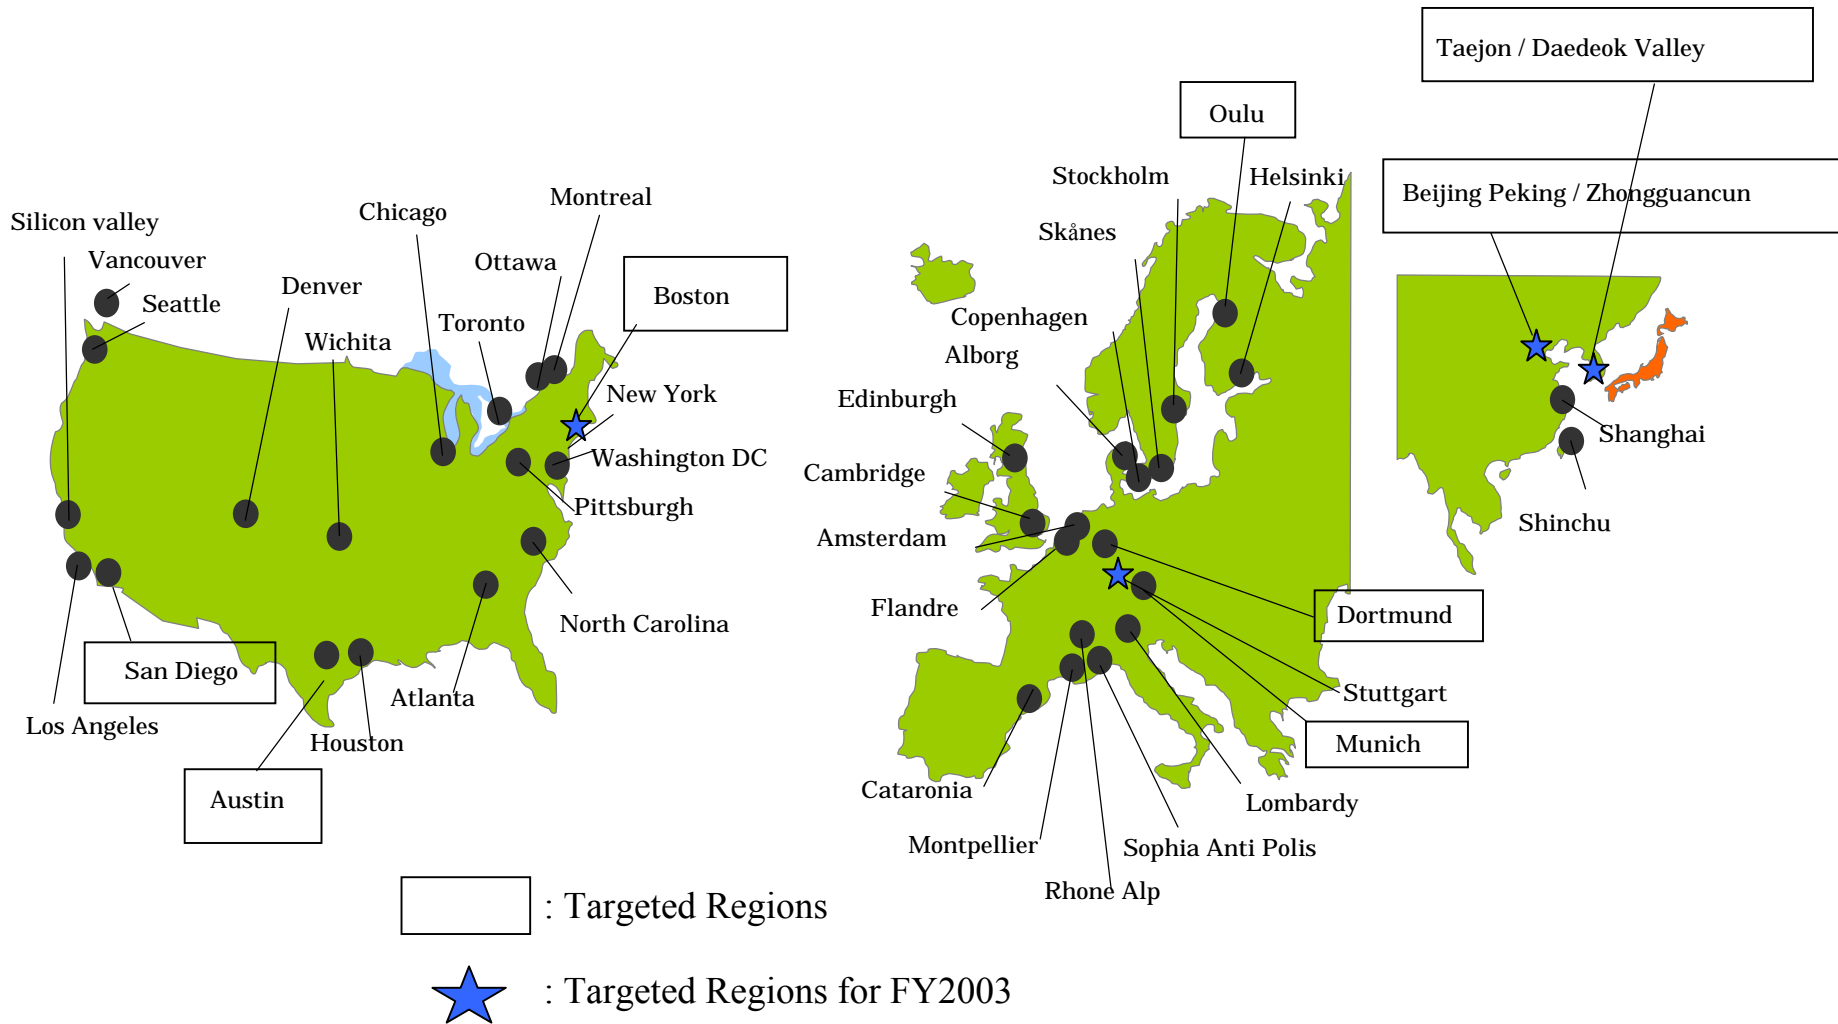 Taejon / Daedeok Valley
Oulu
Stockholm
Helsinki
Beijing Peking / Zhongguancun
Montreal
Chicago
Silicon valley
Skånes
Vancouver
Ottawa
Denver
Boston
Seattle
Toronto
Copenhagen
Wichita
Alborg
New York
Edinburgh
Shanghai
Washington DC
Cambridge
Pittsburgh
Shinchu
Amsterdam
Flandre
Dortmund
North Carolina
San Diego
Stuttgart
Atlanta
Los Angeles
Houston
Munich
Cataronia
Lombardy
Austin
Montpellier
Sophia Anti Polis
Rhone Alp
: Targeted Regions
: Targeted Regions for FY2003